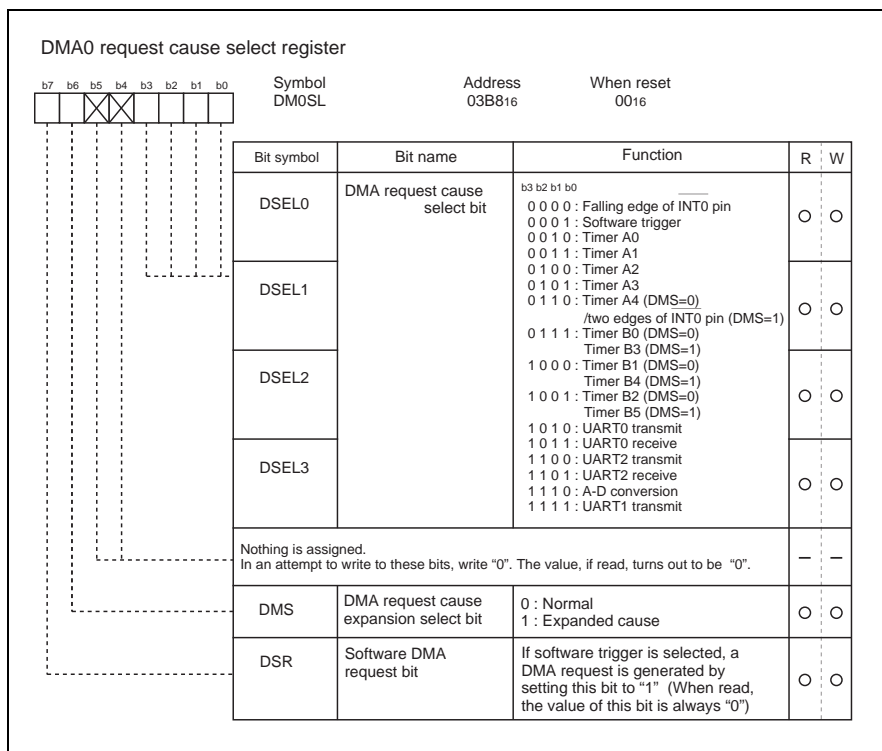 DMA0 request cause select register
b7 b6 b5 b4 b3 b2 b1 b0
Symbol Address When reset
DM0SL 03B816 0016
Bit symbol Bit name Function R W
DSEL0
DMA request cause
select bit
b3 b2 b1 b0
0 0 0 0 : Falling edge of INT0 pin
0 0 0 1 : Software trigger
0 0 1 0 : Timer A0
0 0 1 1 : Timer A1
0 1 0 0 : Timer A2
0 1 0 1 : Timer A3
0 1 1 0 : Timer A4 (DMS=0)
/two edges of INT0 pin (DMS=1)
0 1 1 1 : Timer B0 (DMS=0)
Timer B3 (DMS=1)
1 0 0 0 : Timer B1 (DMS=0)
Timer B4 (DMS=1)
1 0 0 1 : Timer B2 (DMS=0)
Timer B5 (DMS=1)
1 0 1 0 : UART0 transmit
1 0 1 1 : UART0 receive
1 1 0 0 : UART2 transmit
1 1 0 1 : UART2 receive
1 1 1 0 : A-D conversion
1 1 1 1 : UART1 transmit
DSEL1
DSEL2
DSEL3
Nothing is assigned.
In an attempt to write to these bits, write “0”. The value, if read, turns out to be “0”.
DMS
DMA request cause
expansion select bit
0 : Normal
1 : Expanded cause
DSR
Software DMA
request bit
If software trigger is selected, a
DMA request is generated by
setting this bit to “1” (When read,
the value of this bit is always “0”)